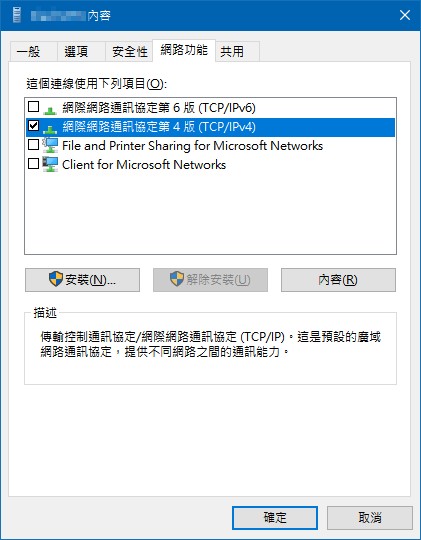 內容
一般 選項 安全性 網路功能 共用
這個連線使用下列項目(O):
網際網路通訊協定第 6 版 (TCP/IPv6)
網際網路通訊協定第 4 版 (TCP/IPv4)
File and Printer Sharing for Microsoft Networks
Client for Microsoft Networks
安裝(N)... 解除安裝(U) 內容(R)
描述
傳輸控制通訊協定/網際網路通訊協定 (TCP/IP)。這是預設的廣域
網路通訊協定，提供不同網路之間的通訊能力。
確定 取消